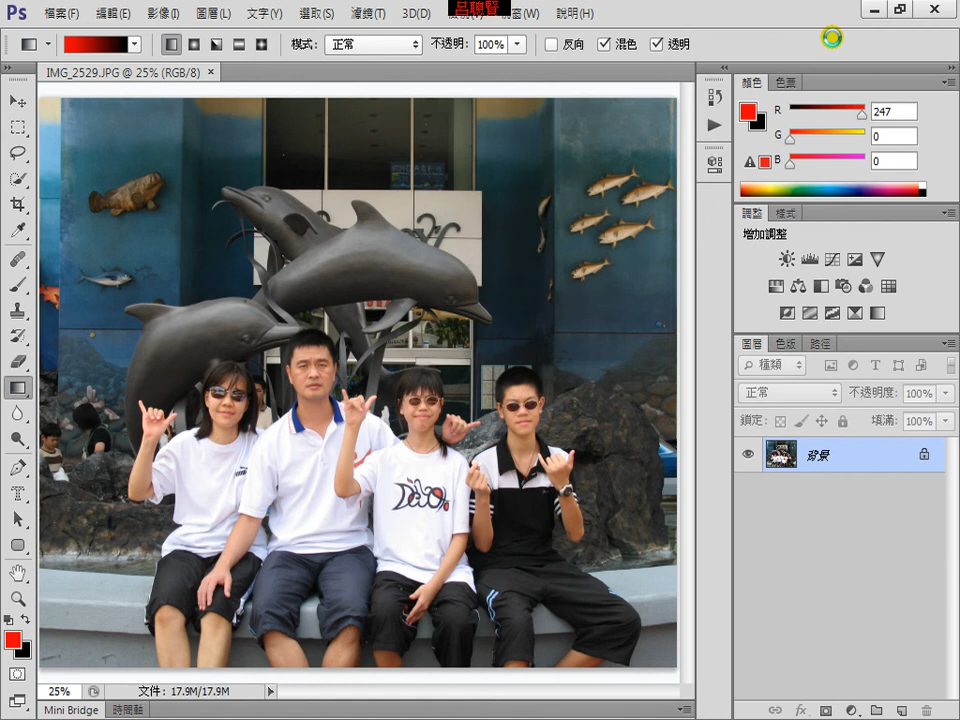 Ps 檔案(F) 編輯(E) 影像(I) 圖層(L) 文字(Y) 選取(S) 濾鏡(T) 3D(D) 視窗(W) 說明(H)
呂聰賢
模式: 正常 不透明: 100% 反向 混色 透明
IMG_2529.JPG @ 25% (RGB/8) ×
顏色 色票
R 247
G 0
B 0
調整 樣式
增加調整
圖層 色版 路徑
種類
正常 不透明度: 100%
鎖定: 填滿: 100%
背景
25% 文件: 17.9M/17.9M
fx
Mini Bridge 時間軸